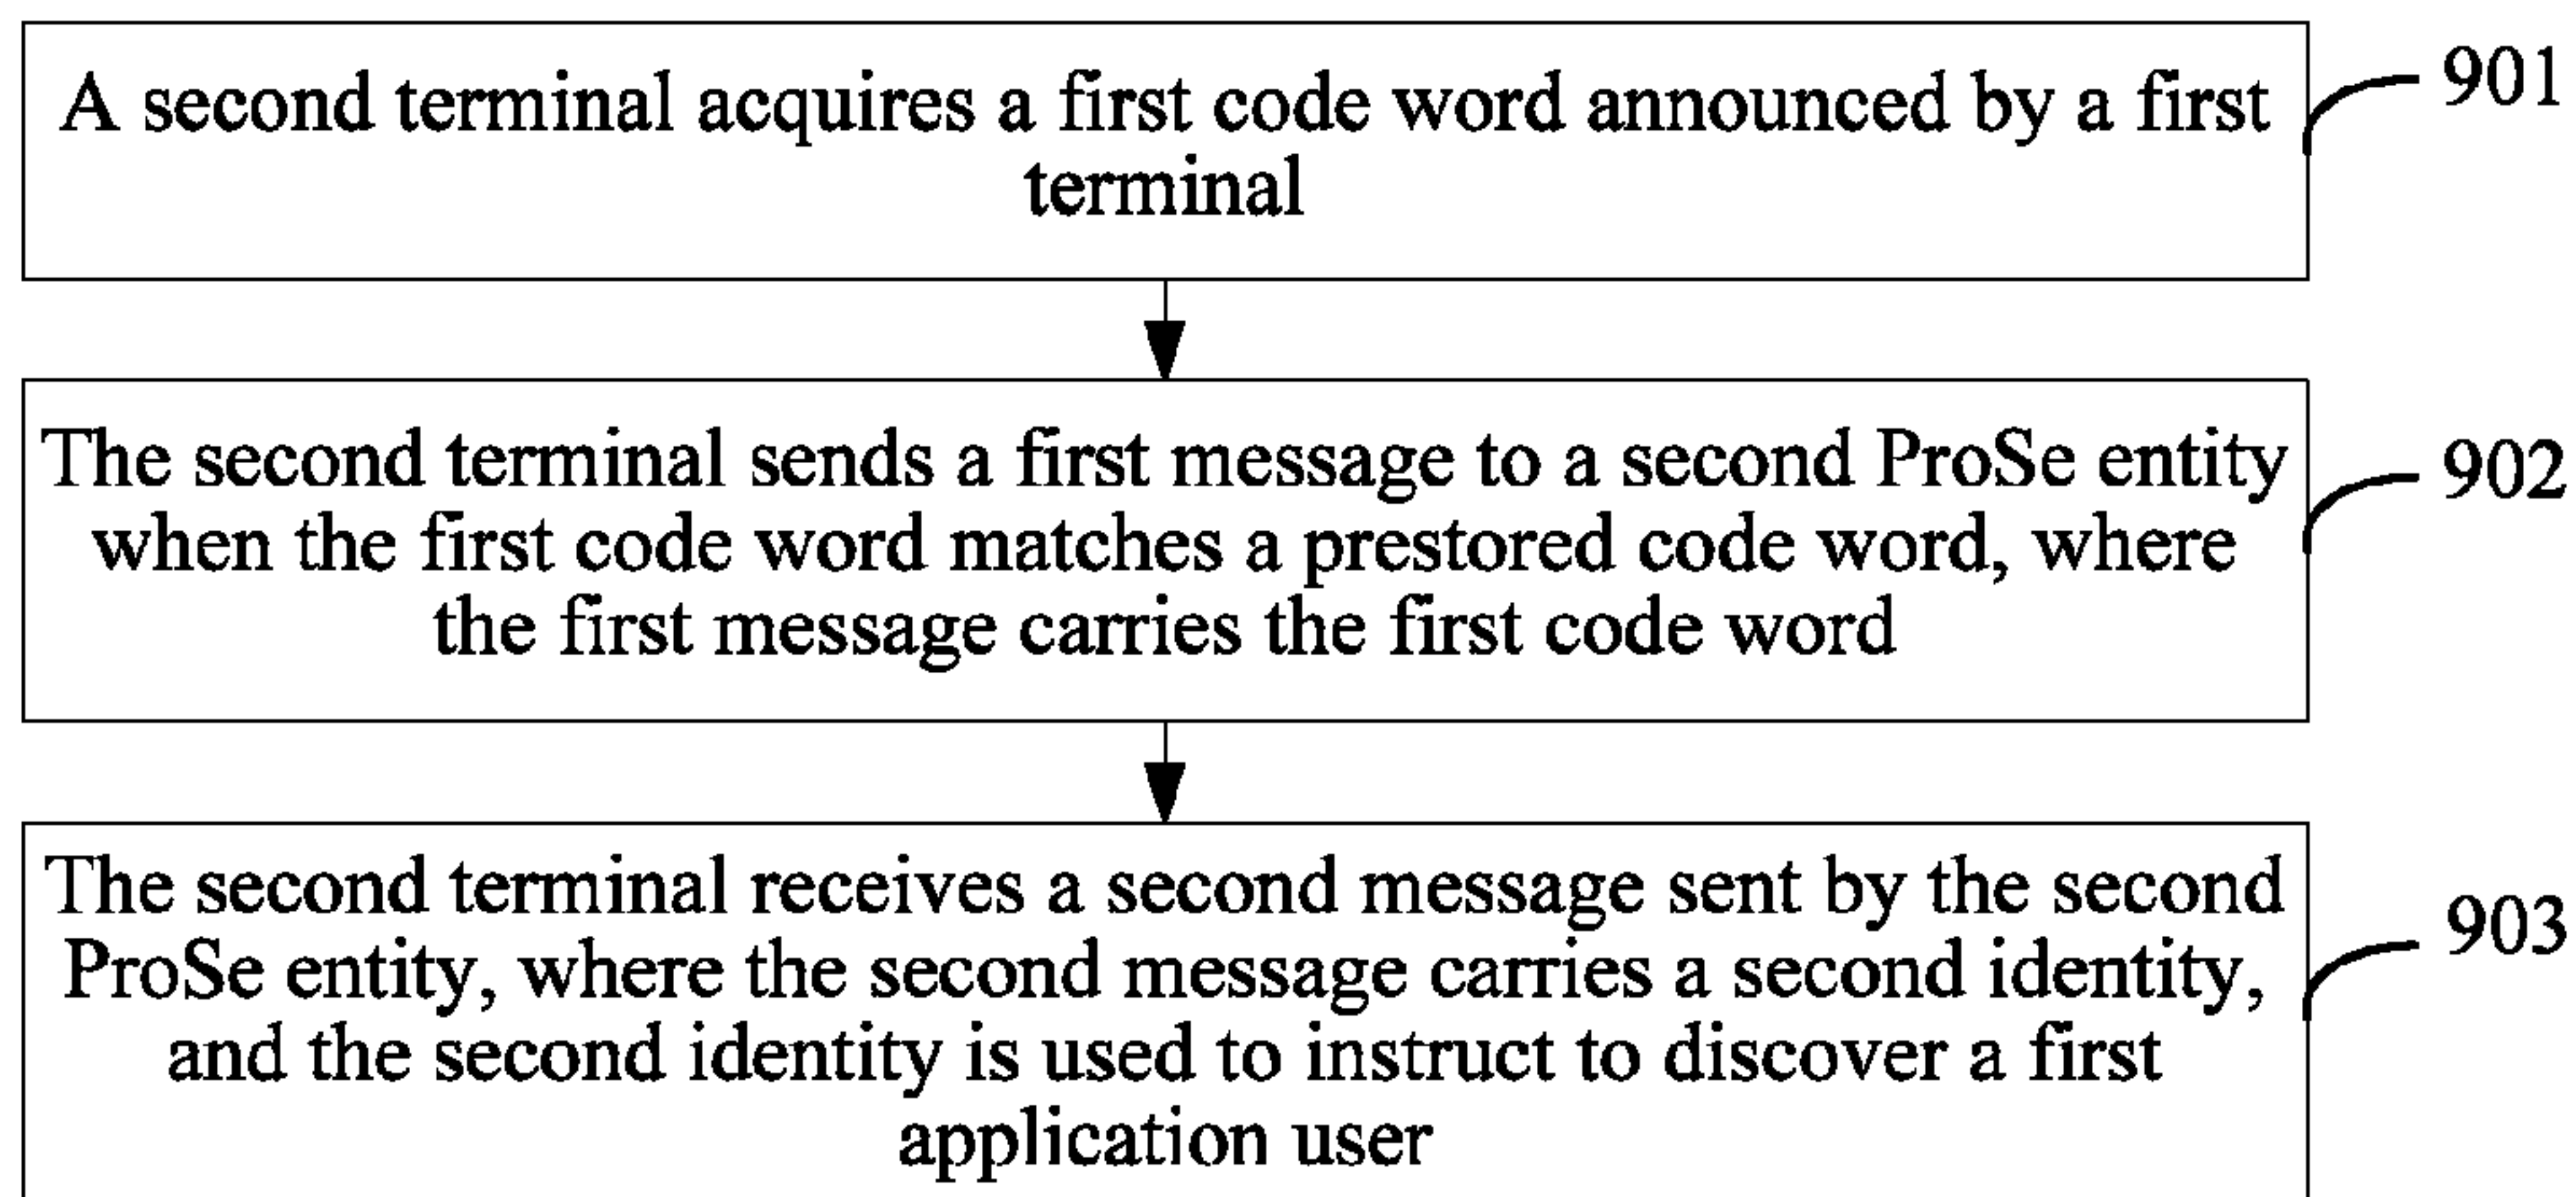 A second terminal acquires a first code word announced by a first
terminal
901
The second terminal sends a first message to a second ProSe entity
when the first code word matches a prestored code word, where
the first message carries the first code word
902
The second terminal receives a second message sent by the second
ProSe entity, where the second message carries a second identity,
and the second identity is used to instruct to discover a first
application user
903